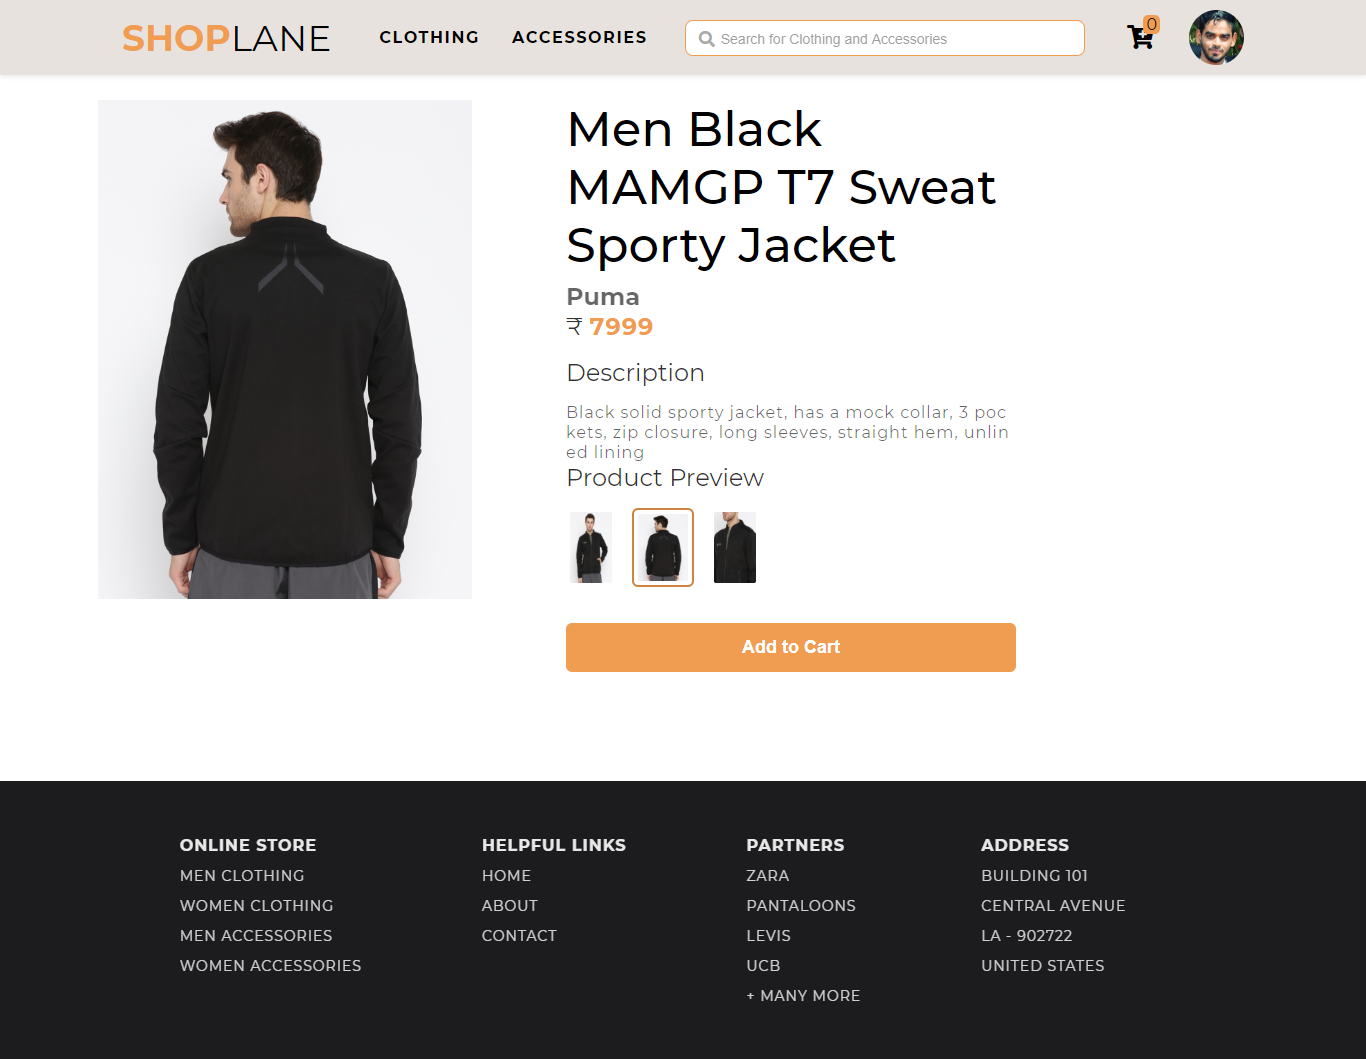 SHOPLANE
CLOTHING
ACCESSORIES
Search for Clothing and Accessories
0
Men Black
MAMGP T7 Sweat
Sporty Jacket
Puma
₹ 7999
Description
Black solid sporty jacket, has a mock collar, 3 poc
kets, zip closure, long sleeves, straight hem, unlin
ed lining
Product Preview
Add to Cart
ONLINE STORE
MEN CLOTHING
WOMEN CLOTHING
MEN ACCESSORIES
WOMEN ACCESSORIES
HELPFUL LINKS
HOME
ABOUT
CONTACT
PARTNERS
ZARA
PANTALOONS
LEVIS
UCB
+ MANY MORE
ADDRESS
BUILDING 101
CENTRAL AVENUE
LA - 902722
UNITED STATES